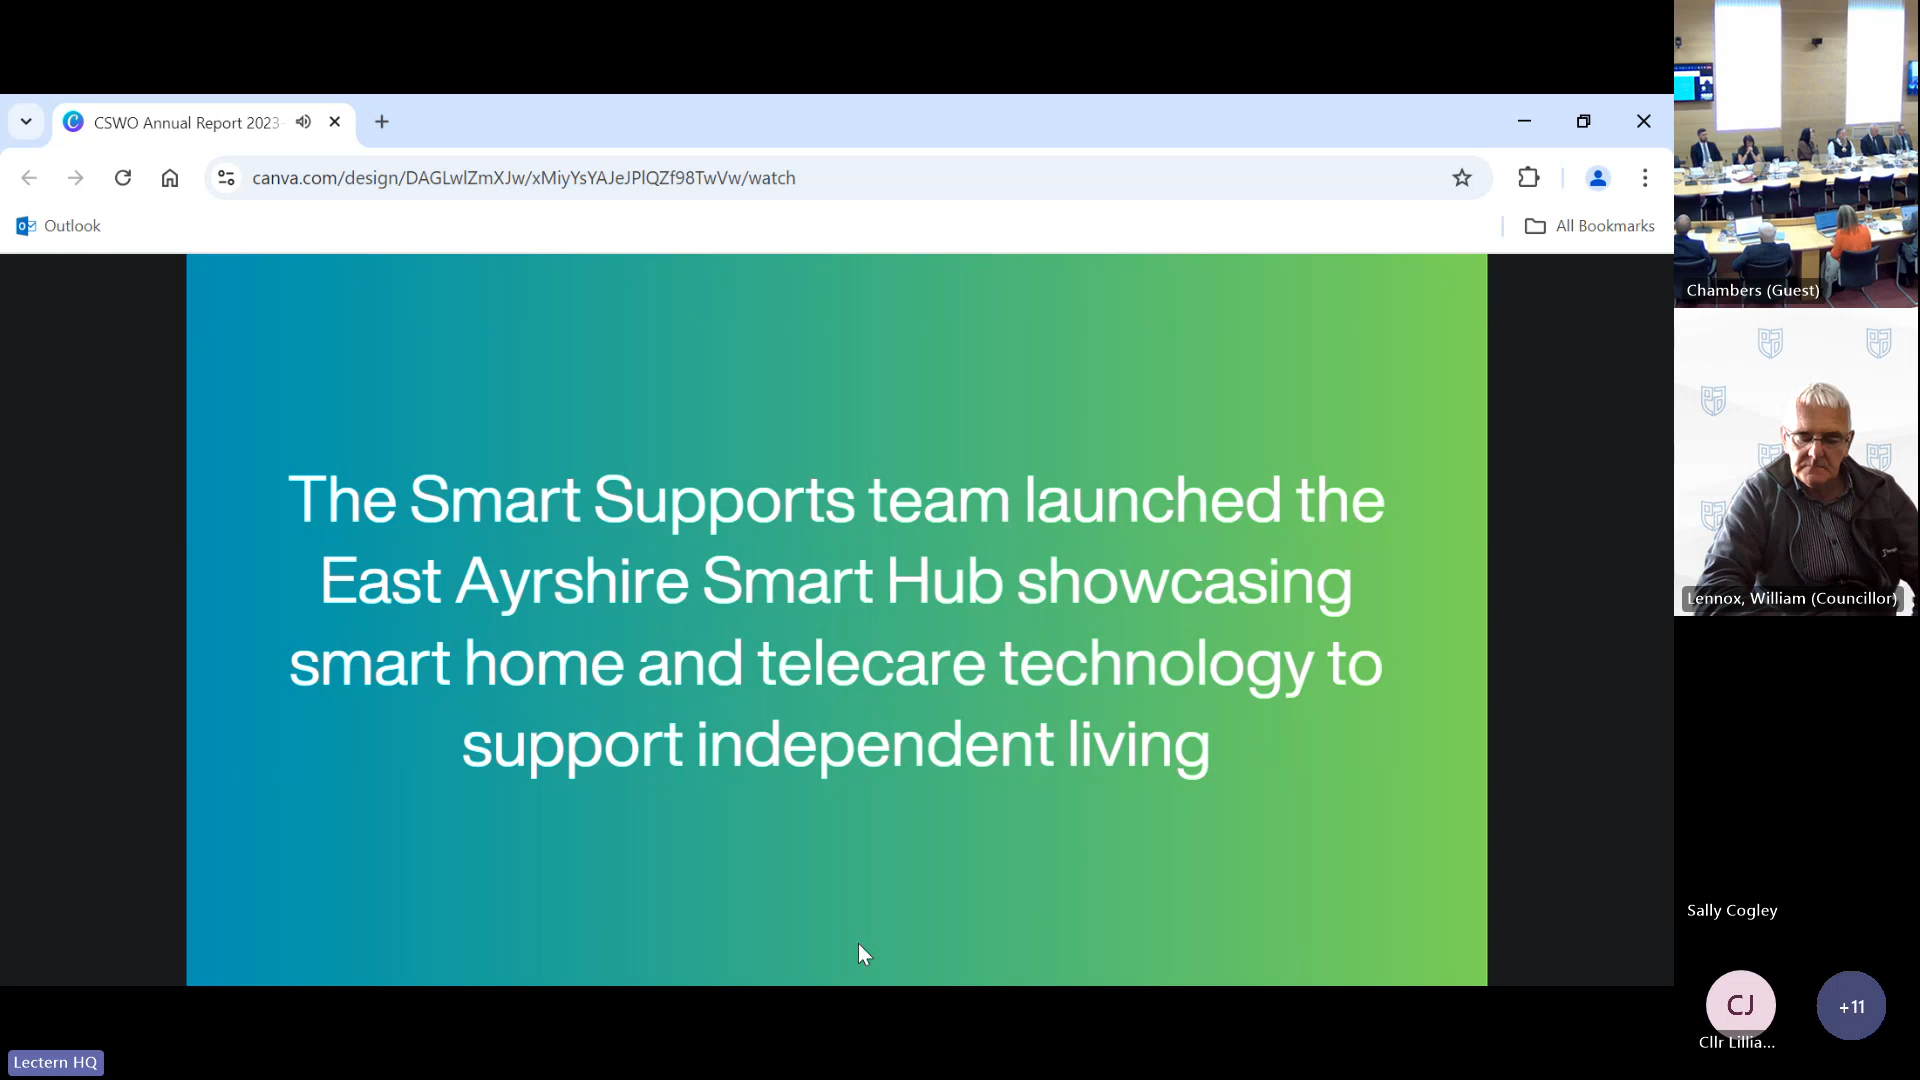 CSWO Annual Report 2023-
canva.com/design/DAGLwlZmXJw/xMiyYsYAJeJPlQZf98TwVw/watch
Outlook
All Bookmarks
The Smart Supports team launched the
East Ayrshire Smart Hub showcasing
smart home and telecare technology to
support independent living
Chambers (Guest)
Lennox, William (Councillor)
Sally Cogley
CJ
+11
Cllr Lillia...
Lectern HQ